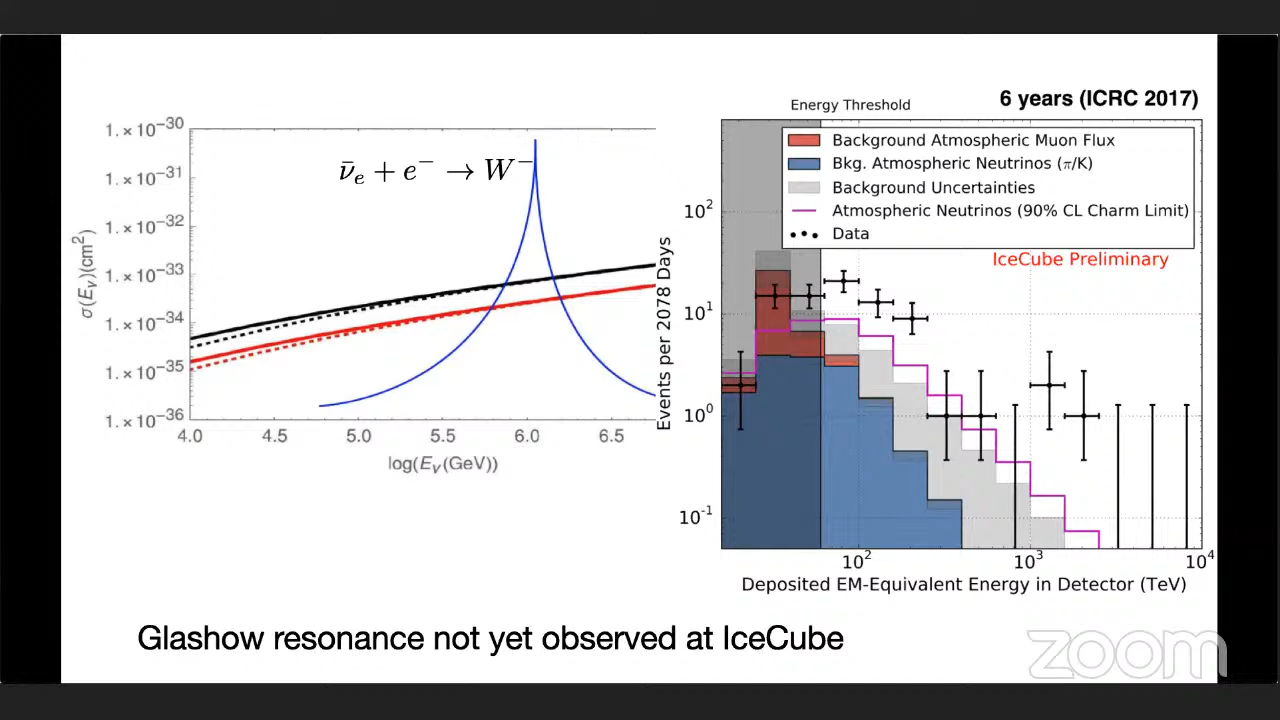 Energy Threshold
6 years (ICRC 2017)
1.×10⁻³⁰
1.×10⁻³¹
1.×10⁻³²
1.×10⁻³³
1.×10⁻³⁴
1.×10⁻³⁵
1.×10⁻³⁶
σ(Eᵥ)(cm²)
ν̄ₑ + e⁻ → W⁻
4.0 4.5 5.0 5.5 6.0 6.5
log(Eᵥ(GeV))
Background Atmospheric Muon Flux
Bkg. Atmospheric Neutrinos (π/K)
Background Uncertainties
Atmospheric Neutrinos (90% CL Charm Limit)
Data
IceCube Preliminary
Events per 2078 Days
10²
10¹
10⁰
10⁻¹
10² 10³ 10⁴
Deposited EM-Equivalent Energy in Detector (TeV)
Glashow resonance not yet observed at IceCube
zoom